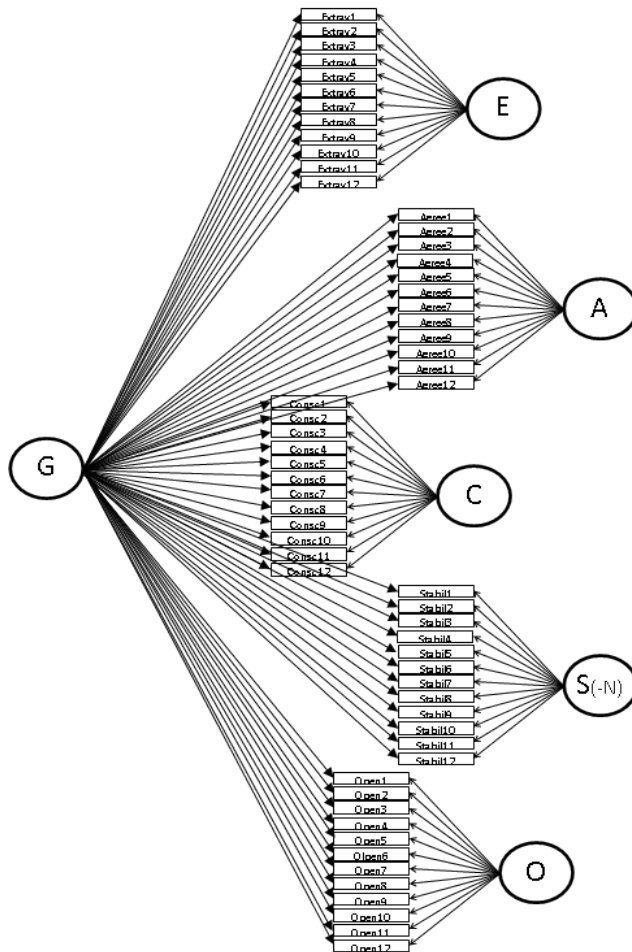 Extrav1
Extrav2
Extrav3
Extrav4
Extrav5
Extrav6
Extrav7
Extrav8
Extrav9
Extrav10
Extrav11
Extrav12
E
Agree1
Agree2
Agree3
Agree4
Agree5
Agree6
Agree7
Agree8
Agree9
Agree10
Agree11
Agree12
A
G
Consc1
Consc2
Consc3
Consc4
Consc5
Consc6
Consc7
Consc8
Consc9
Consc10
Consc11
Consc12
C
Stabil1
Stabil2
Stabil3
Stabil4
Stabil5
Stabil6
Stabil7
Stabil8
Stabil9
Stabil10
Stabil11
Stabil12
S(-N)
Open1
Open2
Open3
Open4
Open5
Olpen6
Open7
Open8
Open9
Open10
Open11
Open12
O